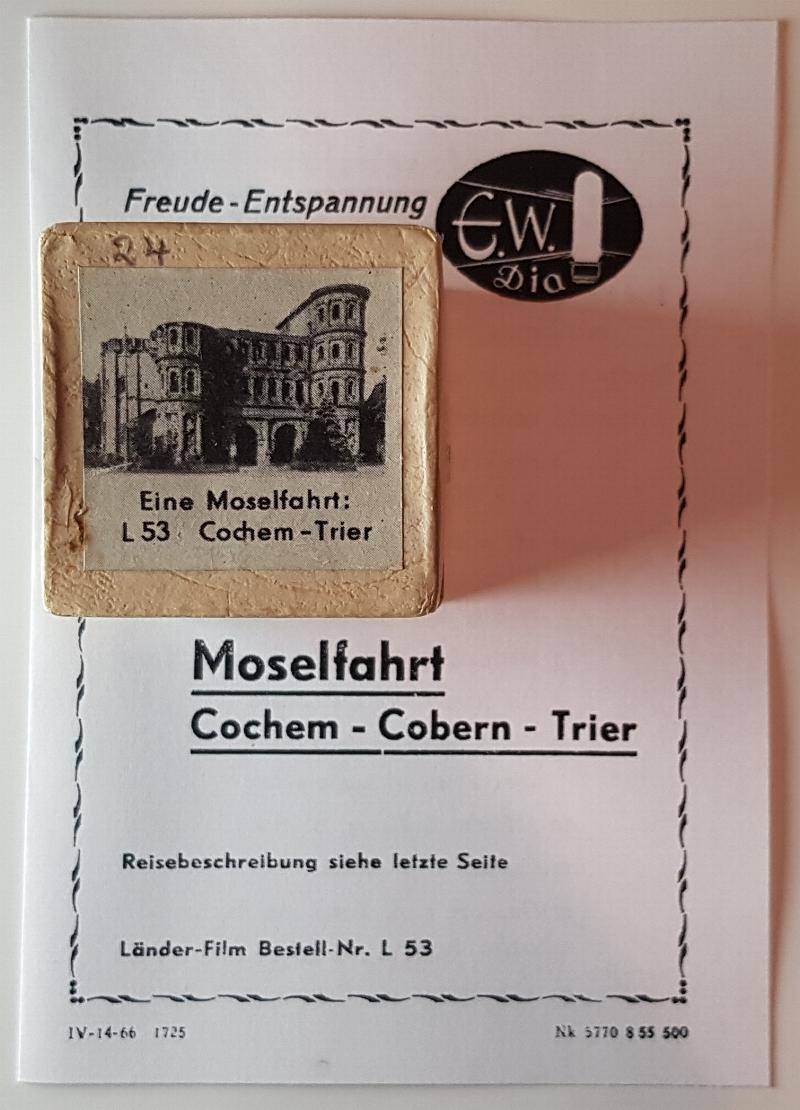 Freude-Entspannung
E.W.
Dia
24
Eine Moselfahrt:
L 53 Cochem-Trier
Moselfahrt
Cochem - Cobern - Trier
Reisebeschreibung siehe letzte Seite
Länder-Film Bestell-Nr. L 53
IV-14-66 1725
Nk 5770 8 55 500